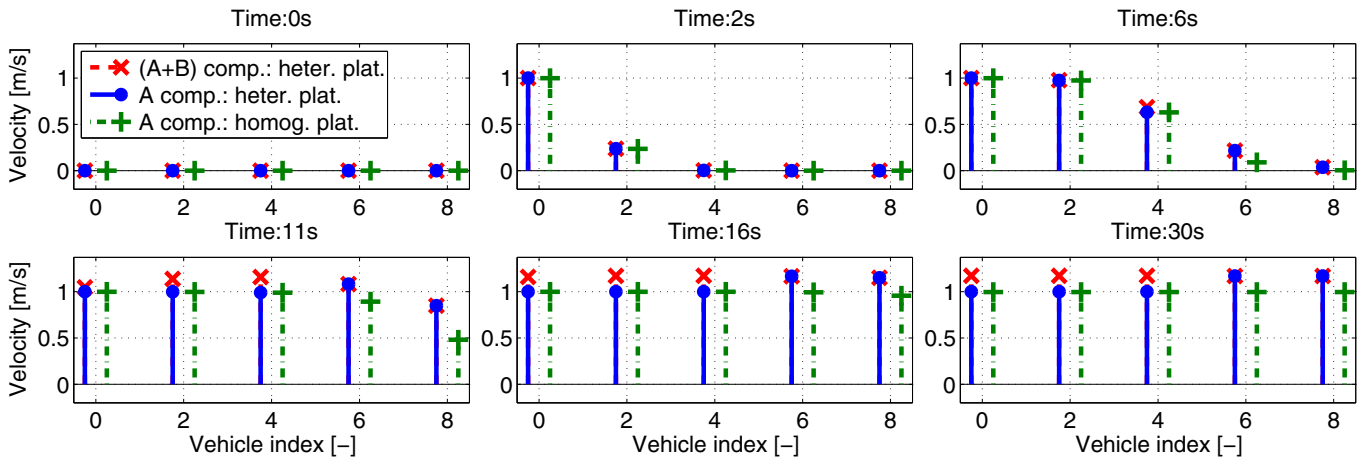 Time:0s
Time:2s
Time:6s
Velocity [m/s]
1
0.5
0
(A+B) comp.: heter. plat.
A comp.: heter. plat.
A comp.: homog. plat.
0 2 4 6 8
1
0.5
0
0 2 4 6 8
1
0.5
0
0 2 4 6 8
Time:11s
Time:16s
Time:30s
Velocity [m/s]
1
0.5
0
0 2 4 6 8
Vehicle index [−]
1
0.5
0
0 2 4 6 8
Vehicle index [−]
1
0.5
0
0 2 4 6 8
Vehicle index [−]